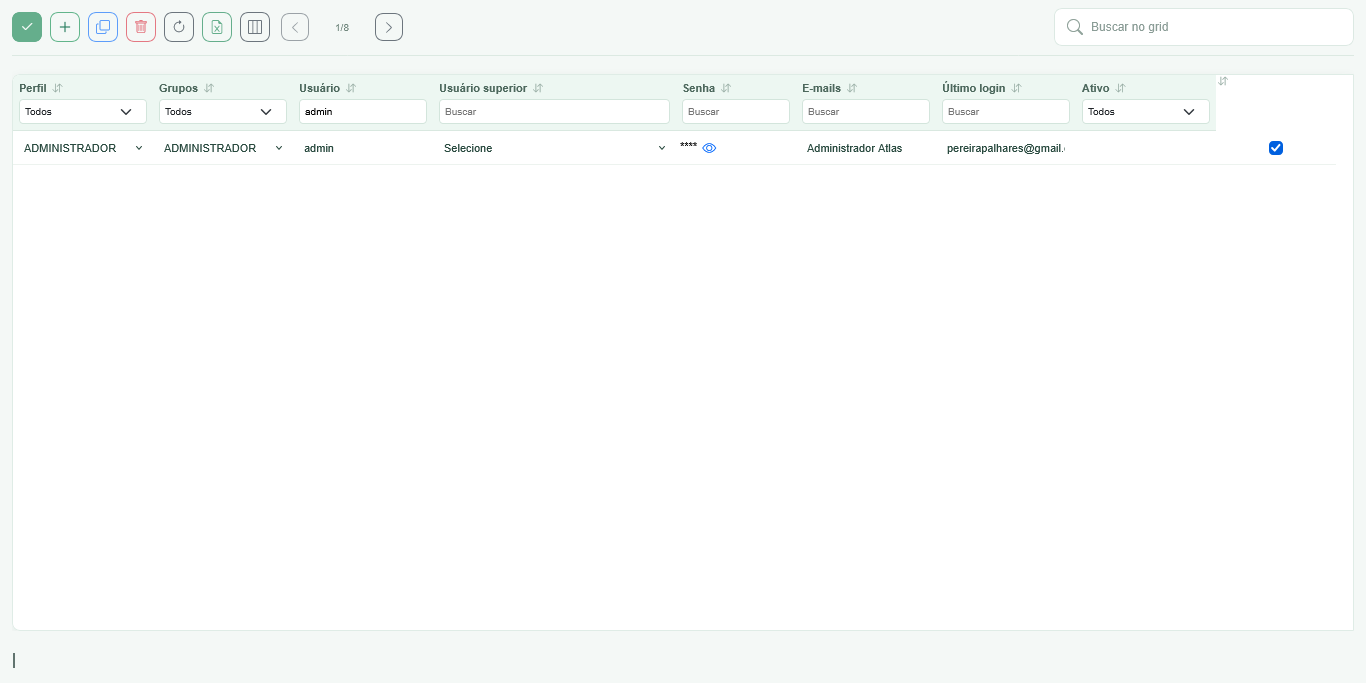 1/8
Buscar no grid
Perfil Grupos Usuário Usuário superior Senha E-mails Último login Ativo
Todos Todos admin Buscar Buscar Buscar Buscar Todos
ADMINISTRADOR ADMINISTRADOR admin Selecione **** Administrador Atlas pereirapalhares@gmail.